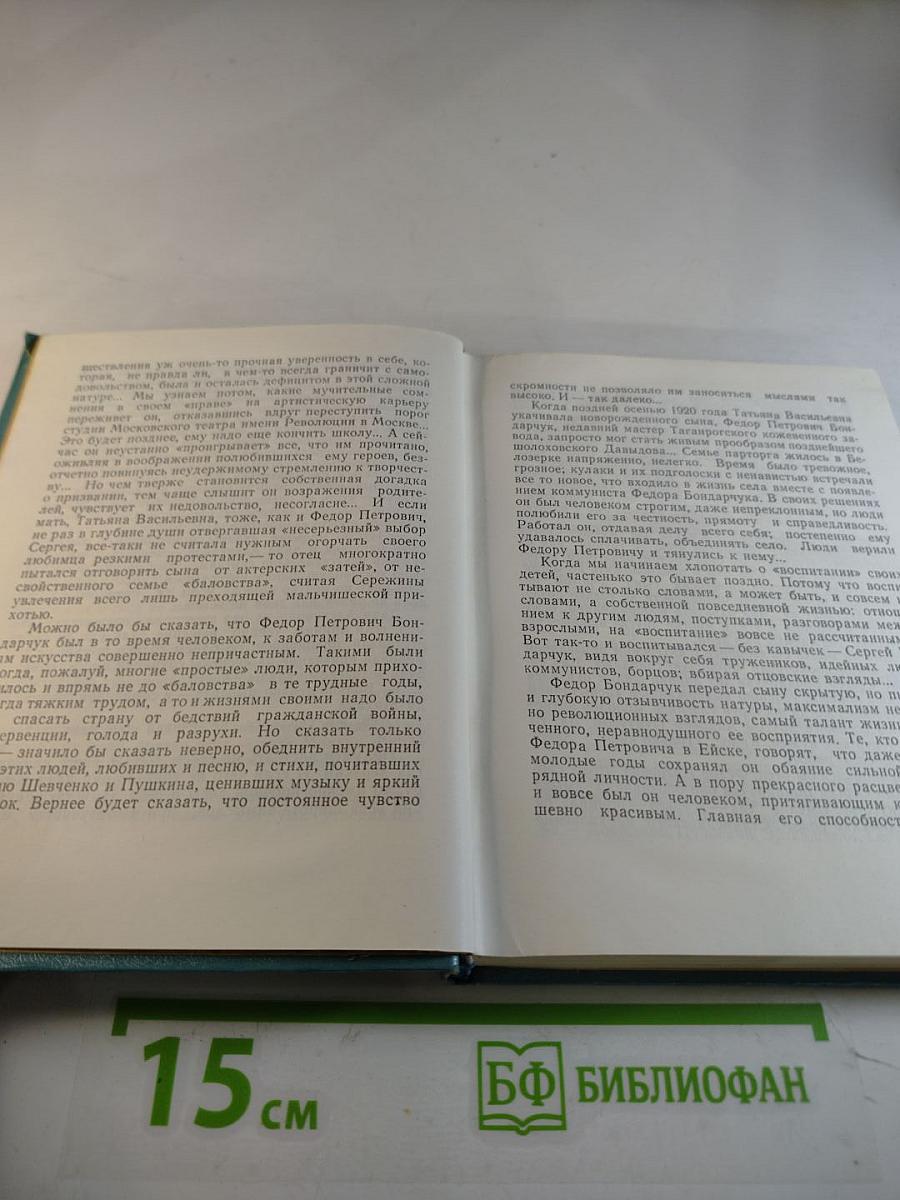 ществления уж очень-то прочная уверенность в себе, ко-
торая, не правда ли, в чем-то всегда граничит с само-
довольством, была и осталась дефицитом в этой сложной
натуре... Мы узнаем потом, какие мучительные сом-
нения в своем «праве» на артистическую карьеру
переживет он, отказавшись вдруг переступить порог
студии Московского театра имени Революции в Москве...
Это будет позднее, ему надо еще кончить школу... А сей-
час он неустанно «проигрывает» все, что им прочитано,
оживляя в воображении полюбившихся ему героев, без-
отчетно повинуясь неудержимому стремлению к творчест-
ву... Но чем тверже становится собственная догадка
о призвании, тем чаще слышит он возражения родите-
лей, чувствует их недовольство, несогласие... И если
мать, Татьяна Васильевна, тоже, как и Федор Петрович,
не раз в глубине души отвергавшая «несерьезный» выбор
Сергея, все-таки не считала нужным огорчать своего
любимца резкими протестами,— то отец многократно
пытался отговорить сына от актерских «затей», от не-
свойственного семье «баловства», считая Сережины
увлечения всего лишь преходящей мальчишеской при-
хотью.
Можно было бы сказать, что Федор Петрович Бон-
дарчук был в то время человеком, к заботам и волнени-
ям искусства совершенно непричастным. Такими были
огда, пожалуй, многие «простые» люди, которым прихо-
илось и впрямь не до «баловства» в те трудные годы,
гда тяжким трудом, а то и жизнями своими надо было
спасать страну от бедствий гражданской войны,
ервенции, голода и разрухи. Но сказать только
— значило бы сказать неверно, обеднить внутренний
этих людей, любивших и песню, и стихи, почитавших
ю Шевченко и Пушкина, ценивших музыку и яркий
ок. Вернее будет сказать, что постоянное чувство
скромности не позволяло им заноситься мыслями так
высоко. И — так далеко...
Когда поздней осенью 1920 года Татьяна Васильевна
укачивала новорожденного сына, Федор Петрович Бон-
дарчук, недавний мастер Таганрогского кожевенного за-
вода, запросто мог стать живым прообразом позднейшего
шолоховского Давыдова... Семье парторга жилось в Бе-
лозерке напряженно, нелегко. Время было тревожное,
грозное; кулаки и их подголоски с ненавистью встречали
все то новое, что входило в жизнь села вместе с появле-
нием коммуниста Федора Бондарчука. В своих решениях
он был человеком строгим, даже непреклонным, но люди
полюбили его за честность, прямоту и справедливость.
Работал он, отдавая делу всего себя; постепенно ему
удавалось сплачивать, объединять село. Люди верили
Федору Петровичу и тянулись к нему...
Когда мы начинаем хлопотать о «воспитании» своих
детей, частенько это бывает поздно. Потому что воспи
тывают не столько словами, а может быть, и совсем н
словами, а собственной повседневной жизнью: отнош
нием к другим людям, поступками, разговорами меж
взрослыми, на «воспитание» вовсе не рассчитанным
Вот так-то и воспитывался — без кавычек — Сергей
дарчук, видя вокруг себя тружеников, идейных лю
коммунистов, борцов; вбирая отцовские взгляды...
Федор Бондарчук передал сыну скрытую, но пы
и глубокую отзывчивость натуры, максимализм не
но революционных взглядов, самый талант жизни
ченного, неравнодушного ее восприятия. Те, кто
Федора Петровича в Ейске, говорят, что даже
молодые годы сохранял он обаяние сильной
рядной личности. А в пору прекрасного расцве
и вовсе был он человеком, притягивающим к
шевно красивым. Главная его способност
15 см
БФ БИБЛИОФАН